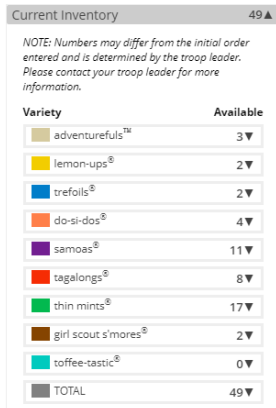 Current Inventory 49▲
NOTE: Numbers may differ from the initial order
entered and is determined by the troop leader.
Please contact your troop leader for more
information.
Variety Available
adventurefuls™ 3▼
lemon-ups® 2▼
trefoils® 2▼
do-si-dos® 4▼
samoas® 11▼
tagalongs® 8▼
thin mints® 17▼
girl scout s'mores® 2▼
toffee-tastic® 0▼
TOTAL 49▼